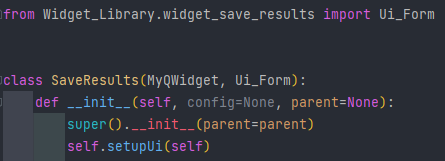 from Widget_Library.widget_save_results import Ui_Form
class SaveResults(MyQWidget, Ui_Form):
def __init__(self, config=None, parent=None):
super().__init__(parent=parent)
self.setupUi(self)